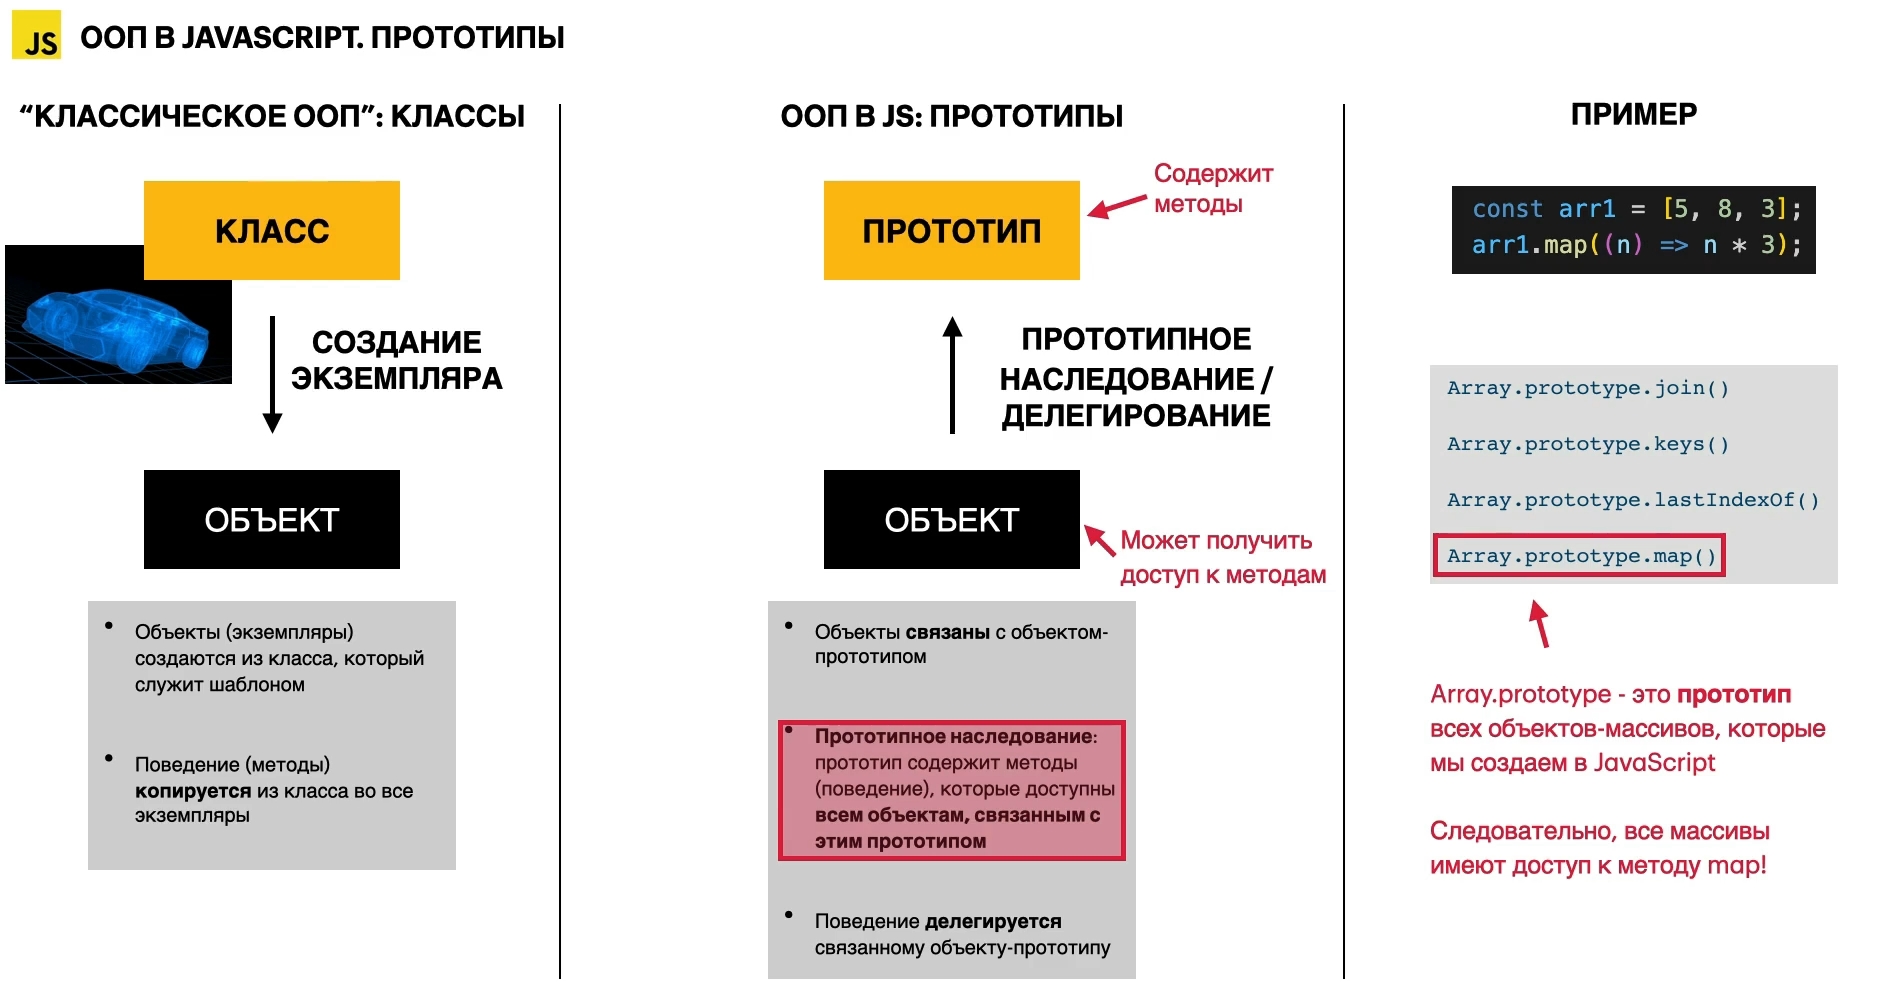 JS
ООП В JAVASCRIPT. ПРОТОТИПЫ
“КЛАССИЧЕСКОЕ ООП”: КЛАССЫ
КЛАСС
СОЗДАНИЕ
ЭКЗЕМПЛЯРА
ОБЪЕКТ
• Объекты (экземпляры)
создаются из класса, который
служит шаблоном
• Поведение (методы)
копируется из класса во все
экземпляры
ООП В JS: ПРОТОТИПЫ
Содержит
методы
ПРОТОТИП
ПРОТОТИПНОЕ
НАСЛЕДОВАНИЕ /
ДЕЛЕГИРОВАНИЕ
ОБЪЕКТ
Может получить
доступ к методам
• Объекты связаны с объектом-
прототипом
• Прототипное наследование:
прототип содержит методы
(поведение), которые доступны
всем объектам, связанным с
этим прототипом
• Поведение делегируется
связанному объекту-прототипу
ПРИМЕР
const arr1 = [5, 8, 3];
arr1.map((n) => n * 3);
Array.prototype.join()
Array.prototype.keys()
Array.prototype.lastIndexOf()
Array.prototype.map()
Array.prototype - это прототип
всех объектов-массивов, которые
мы создаем в JavaScript
Следовательно, все массивы
имеют доступ к методу map!